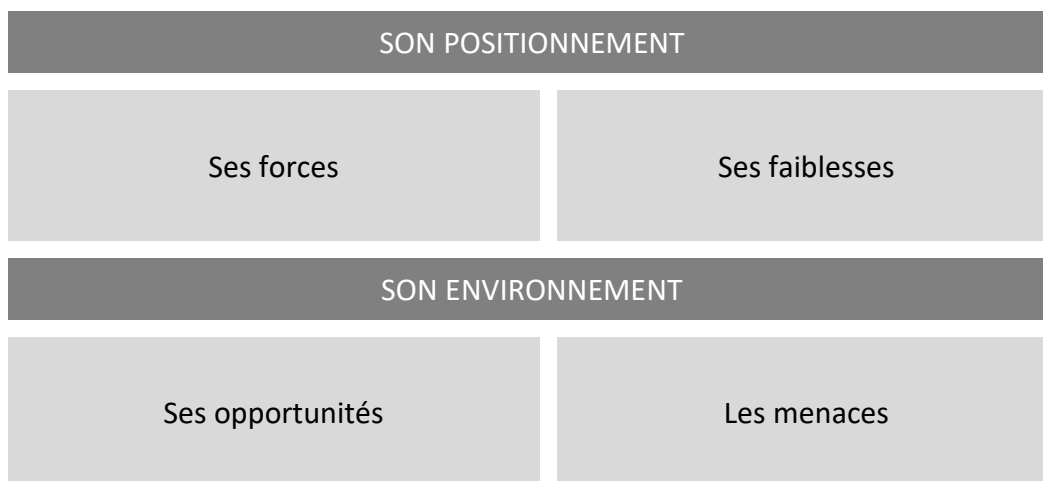 SON POSITIONNEMENT
Ses forces
Ses faiblesses
SON ENVIRONNEMENT
Ses opportunités
Les menaces